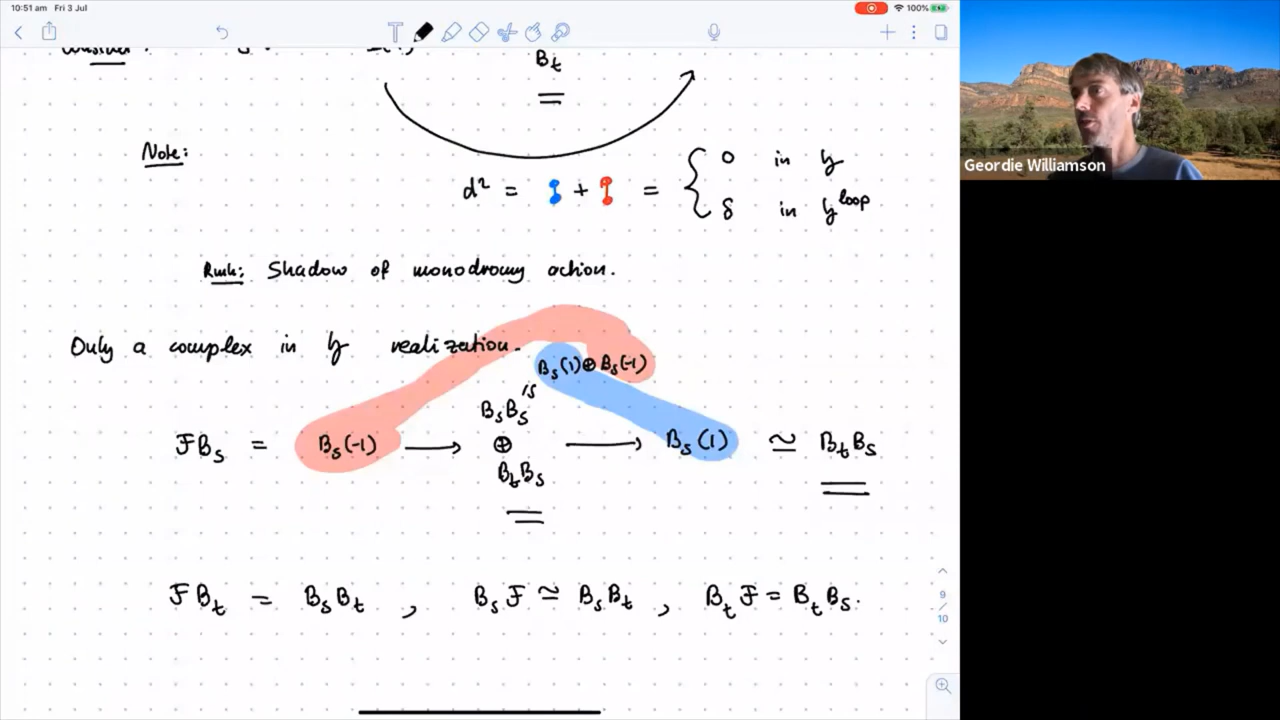 10:51 am Fri 3 Jul
100%
B_t
Note:
d² = + = { 0 in 𝔥
δ in 𝔥^loop
Rmk: Shadow of monodromy action.
Only a complex in 𝔥 realization.
B_s(1) ⊕ B_s(-1)
B_sB_s is
FB_s = B_s(-1) → ⊕ → B_s(1) ≅ B_tB_s
B_tB_s
FB_t = B_sB_t , B_sF ≃ B_sB_t , B_tF = B_tB_s.
9
/
10
Geordie Williamson